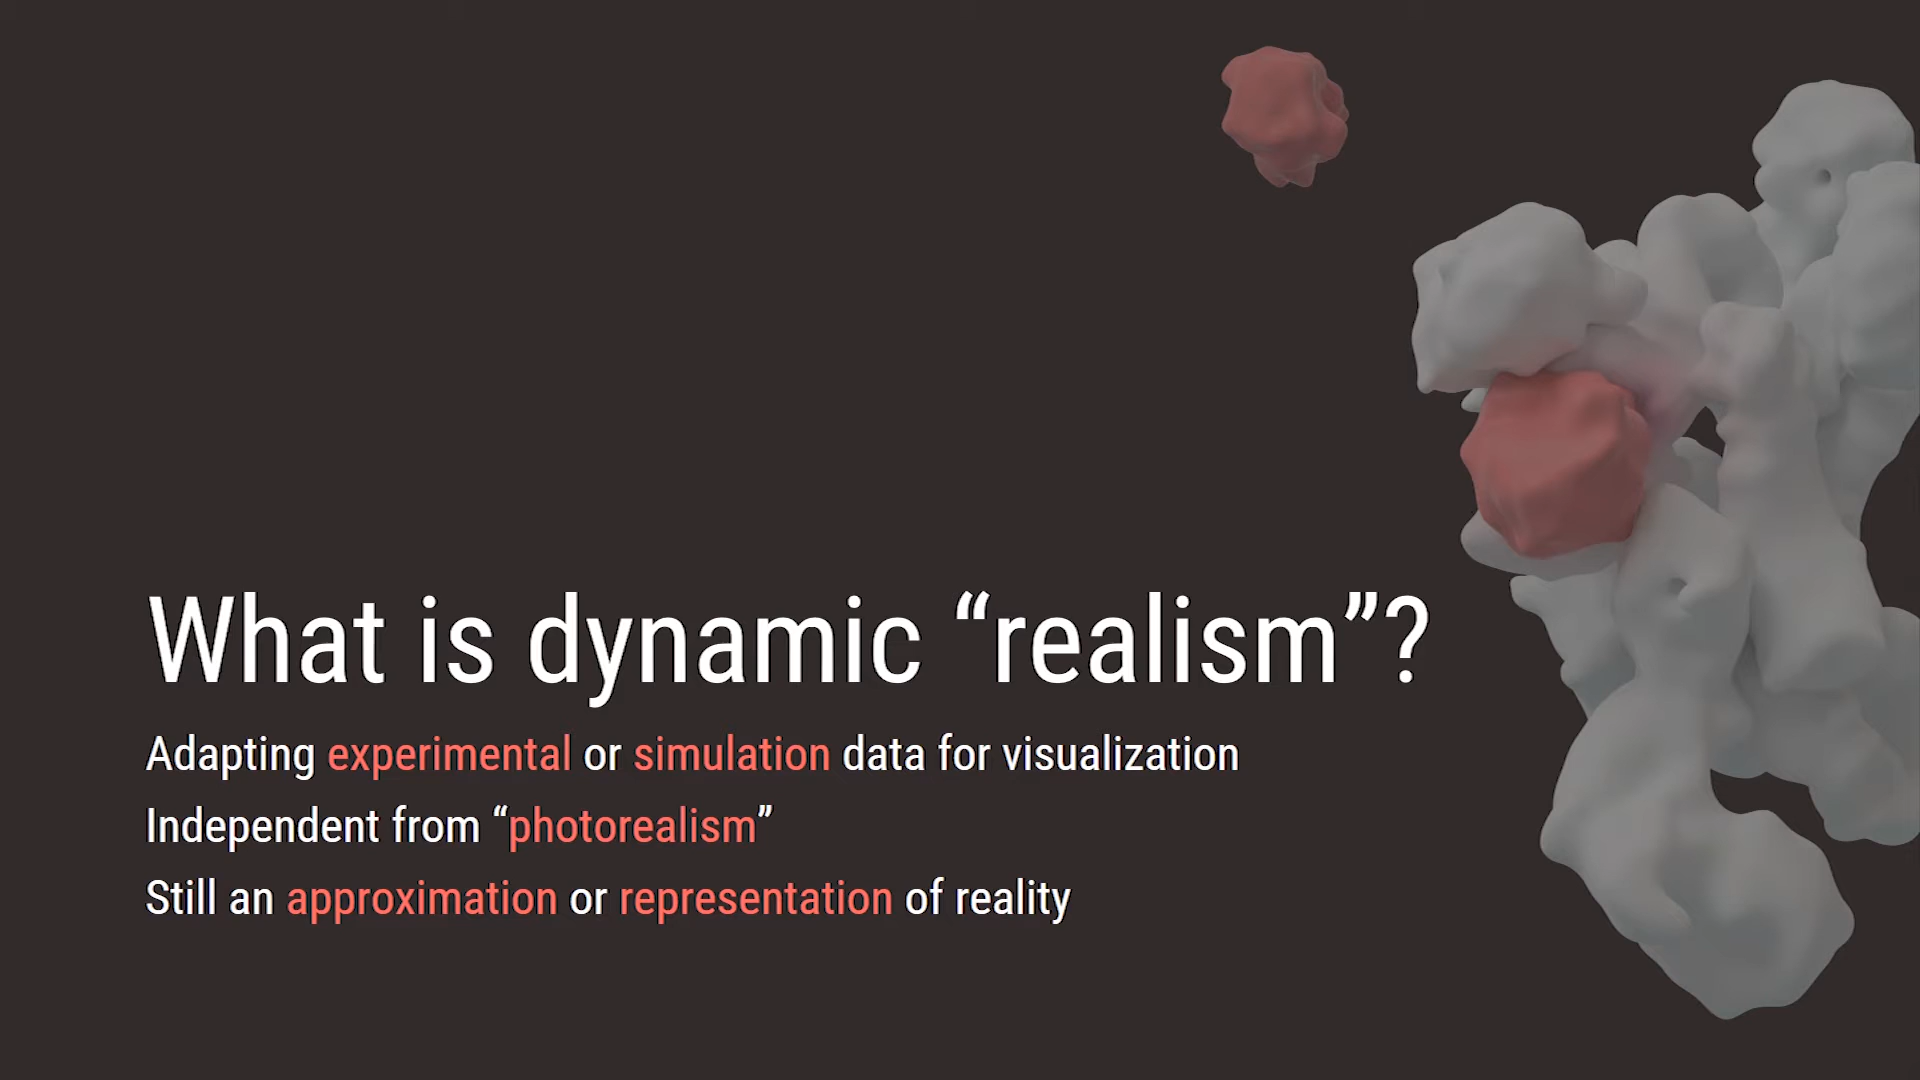 What is dynamic “realism”?
Adapting experimental or simulation data for visualization
Independent from “photorealism”
Still an approximation or representation of reality